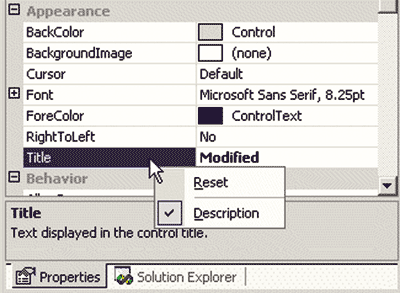 Appearance
BackColor Control
BackgroundImage (none)
Cursor Default
Font Microsoft Sans Serif, 8.25pt
ForeColor ControlText
RightToLeft No
Title Modified
Behavior
Reset
Description
Title
Text displayed in the control title.
Properties Solution Explorer